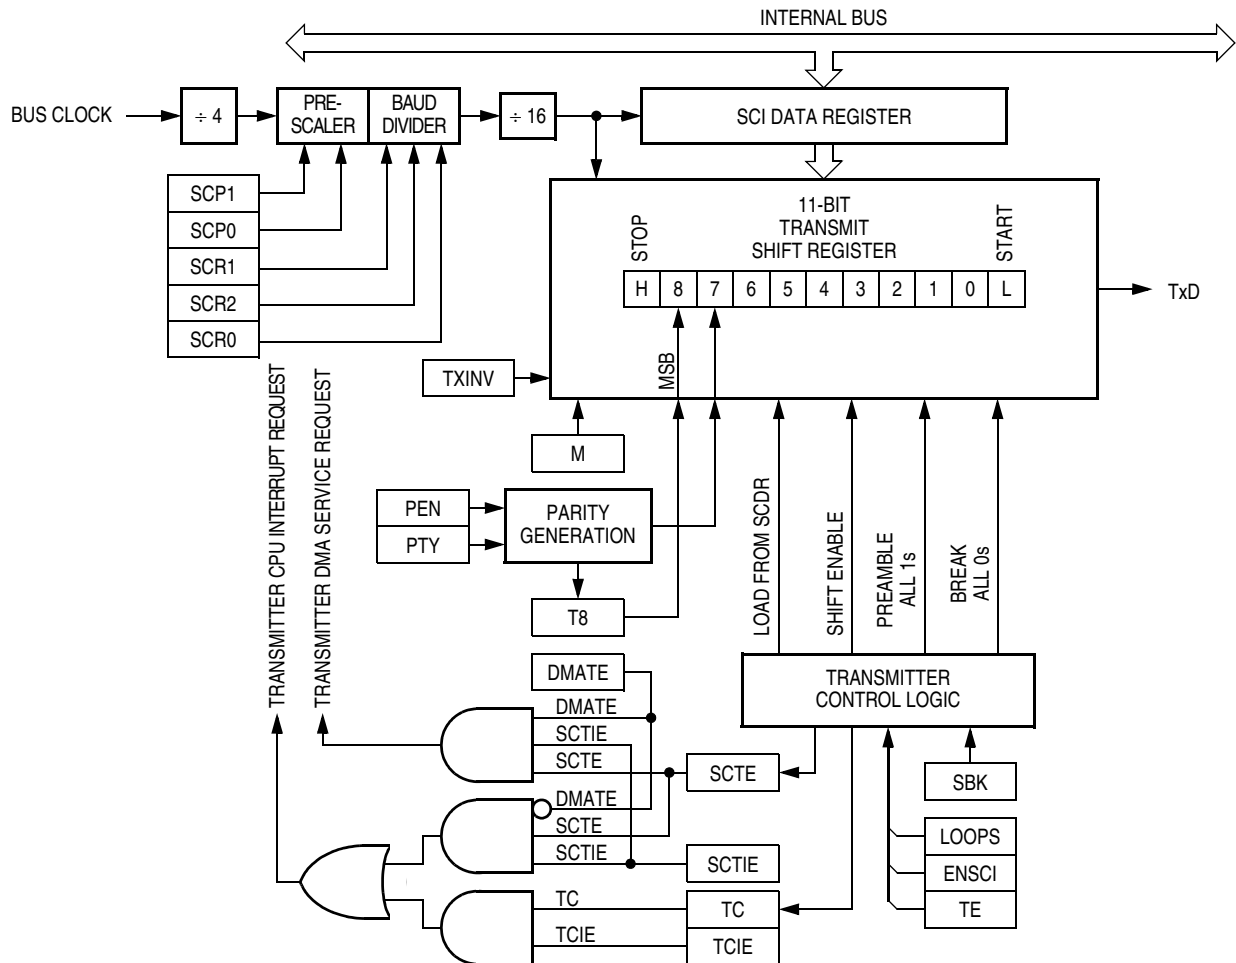 INTERNAL BUS
BUS CLOCK
÷ 4
PRE-
SCALER
BAUD
DIVIDER
÷ 16
SCI DATA REGISTER
SCP1
SCP0
SCR1
SCR2
SCR0
11-BIT
TRANSMIT
SHIFT REGISTER
STOP
START
H 8 7 6 5 4 3 2 1 0 L
TxD
MSB
TXINV
M
PEN
PTY
PARITY
GENERATION
T8
TRANSMITTER CPU INTERRUPT REQUEST
TRANSMITTER DMA SERVICE REQUEST
LOAD FROM SCDR
SHIFT ENABLE
PREAMBLE
ALL 1s
BREAK
ALL 0s
TRANSMITTER
CONTROL LOGIC
DMATE
DMATE
SCTIE
SCTE
SCTE
SBK
DMATE
SCTE
SCTIE
SCTIE
LOOPS
ENSCI
TE
TC
TC
TCIE
TCIE